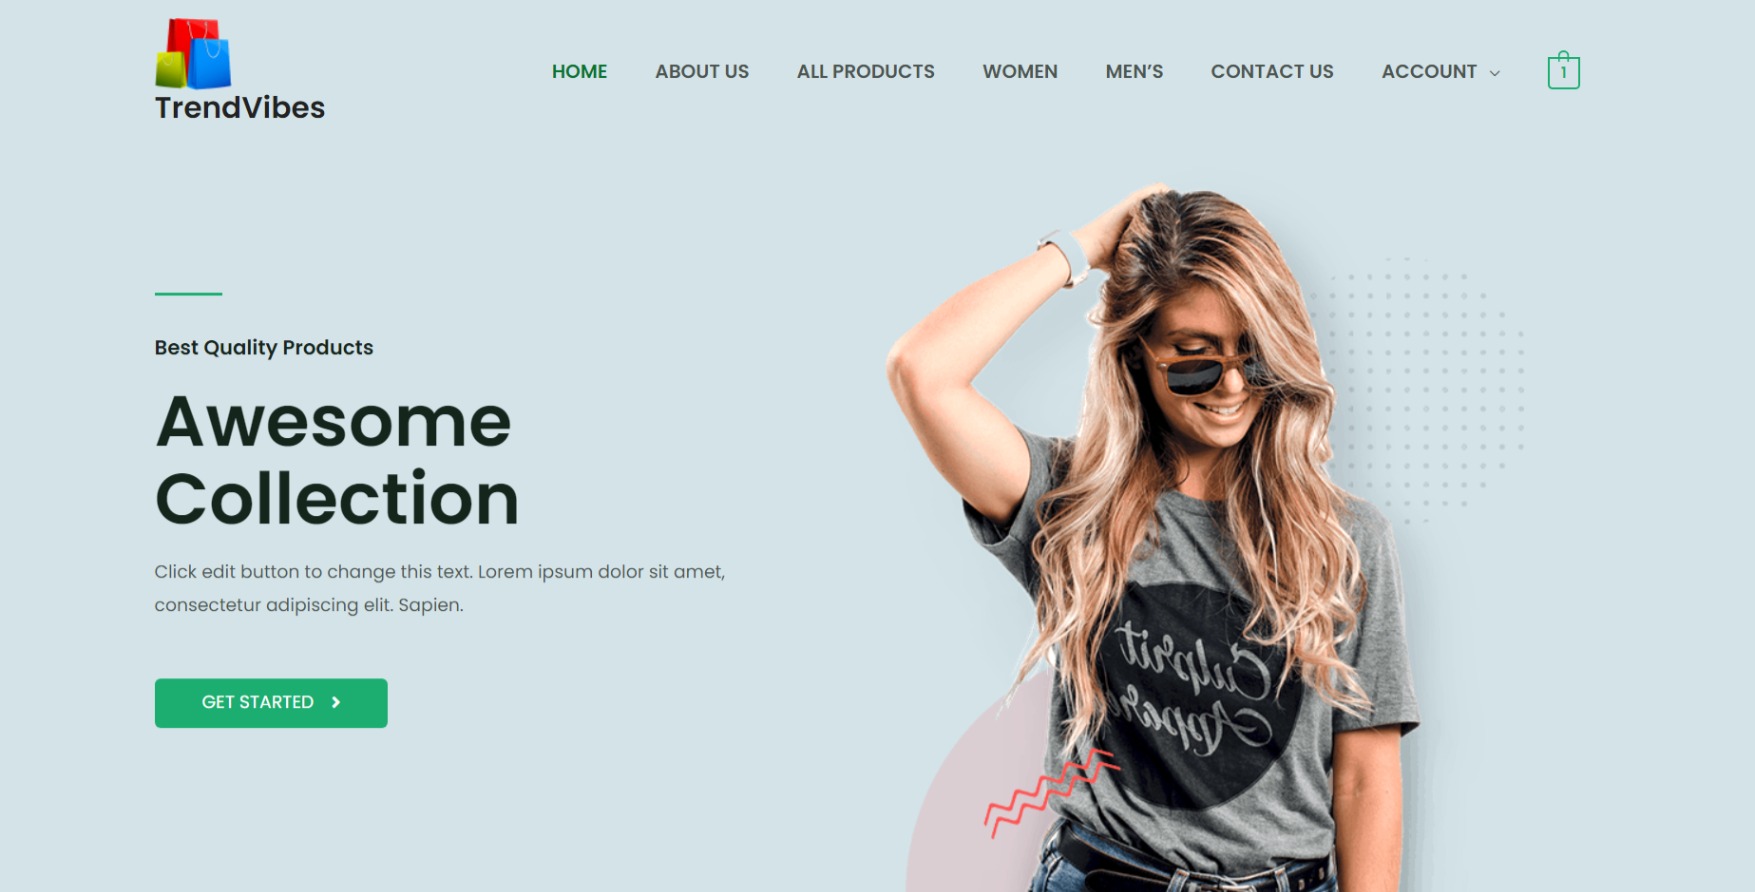 TrendVibes
HOME ABOUT US ALL PRODUCTS WOMEN MEN’S CONTACT US ACCOUNT 1
Best Quality Products
Awesome
Collection
Click edit button to change this text. Lorem ipsum dolor sit amet,
consectetur adipiscing elit. Sapien.
GET STARTED
Culprit
Appare